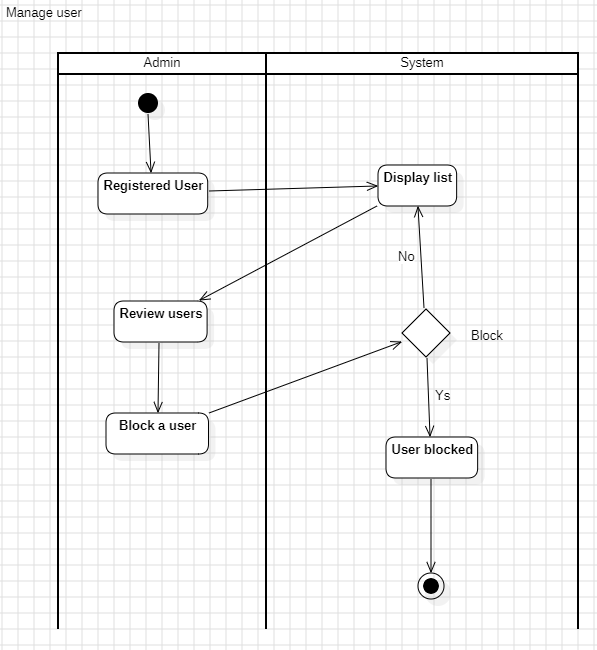 Manage user
Admin
System
Registered User
Display list
No
Review users
Block
Ys
Block a user
User blocked